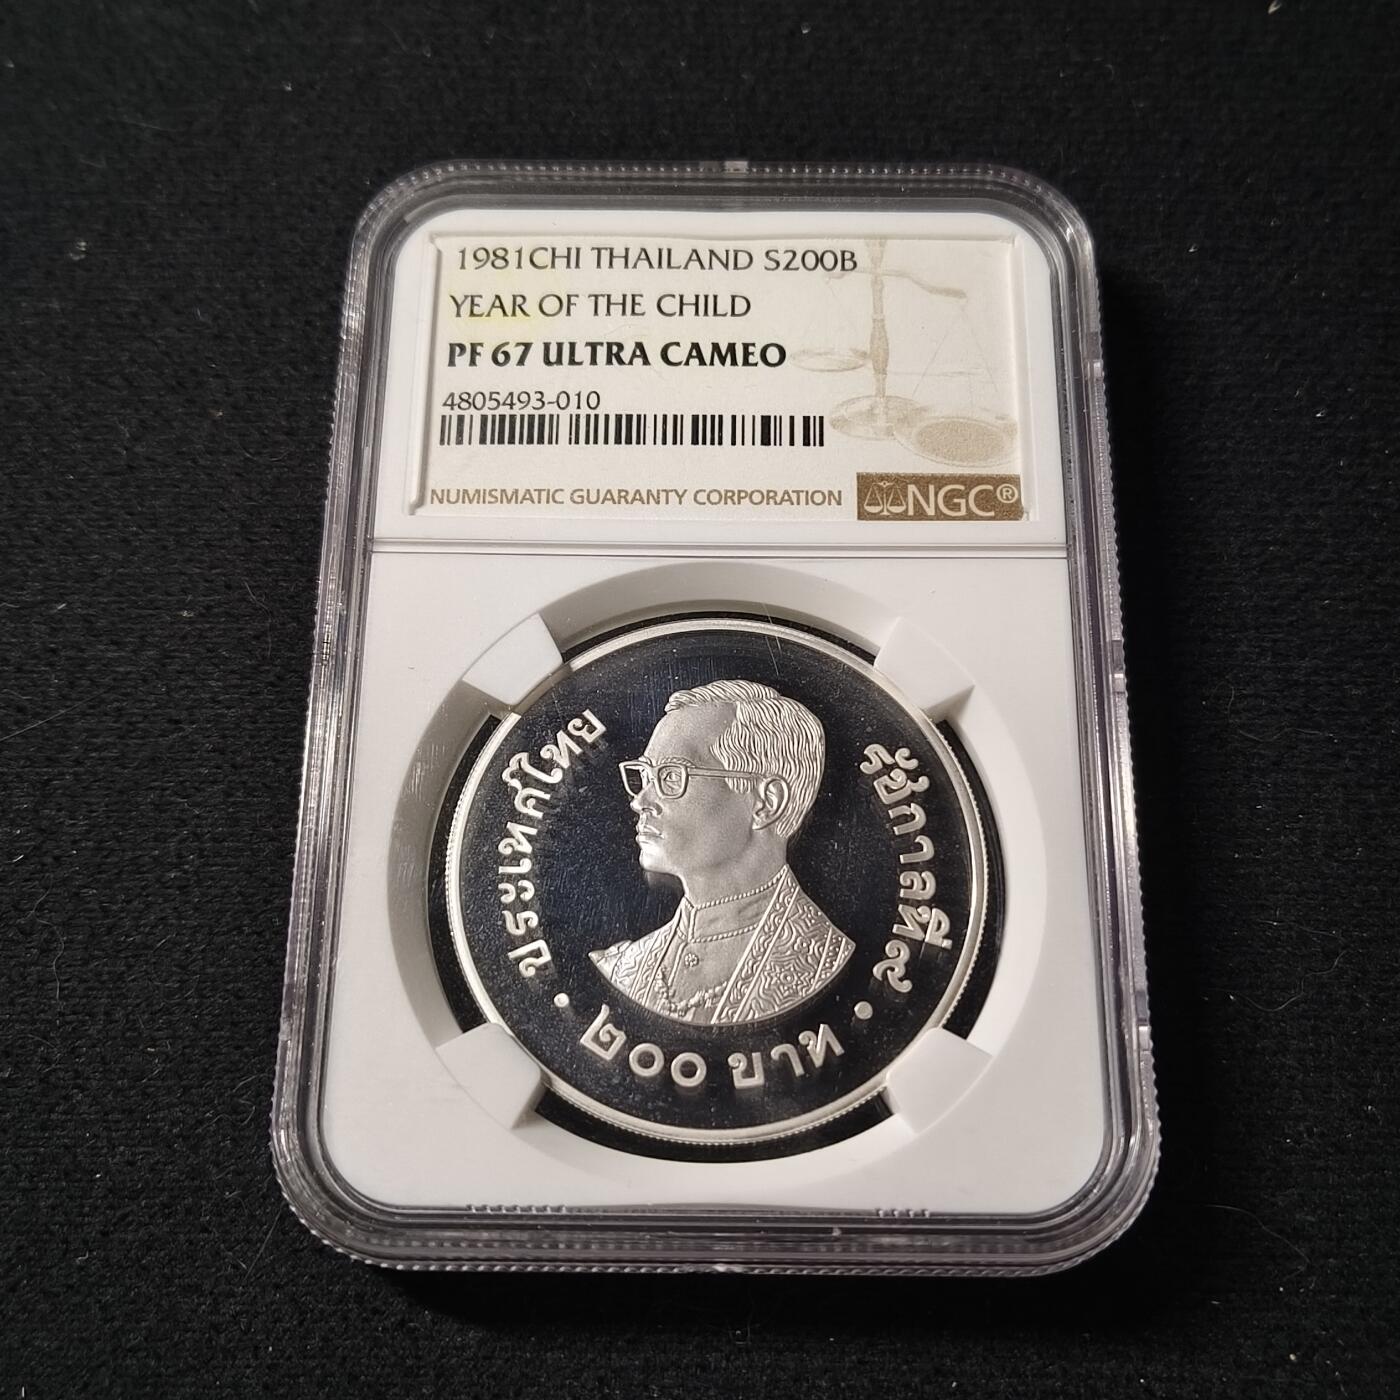 1981CHI THAILAND S200B
YEAR OF THE CHILD
PF 67 ULTRA CAMEO
4805493-010
NUMISMATIC GUARANTY CORPORATION
NGC®
ประเทศไทย
รัชกาลที่๙
๒๐๐ บาท